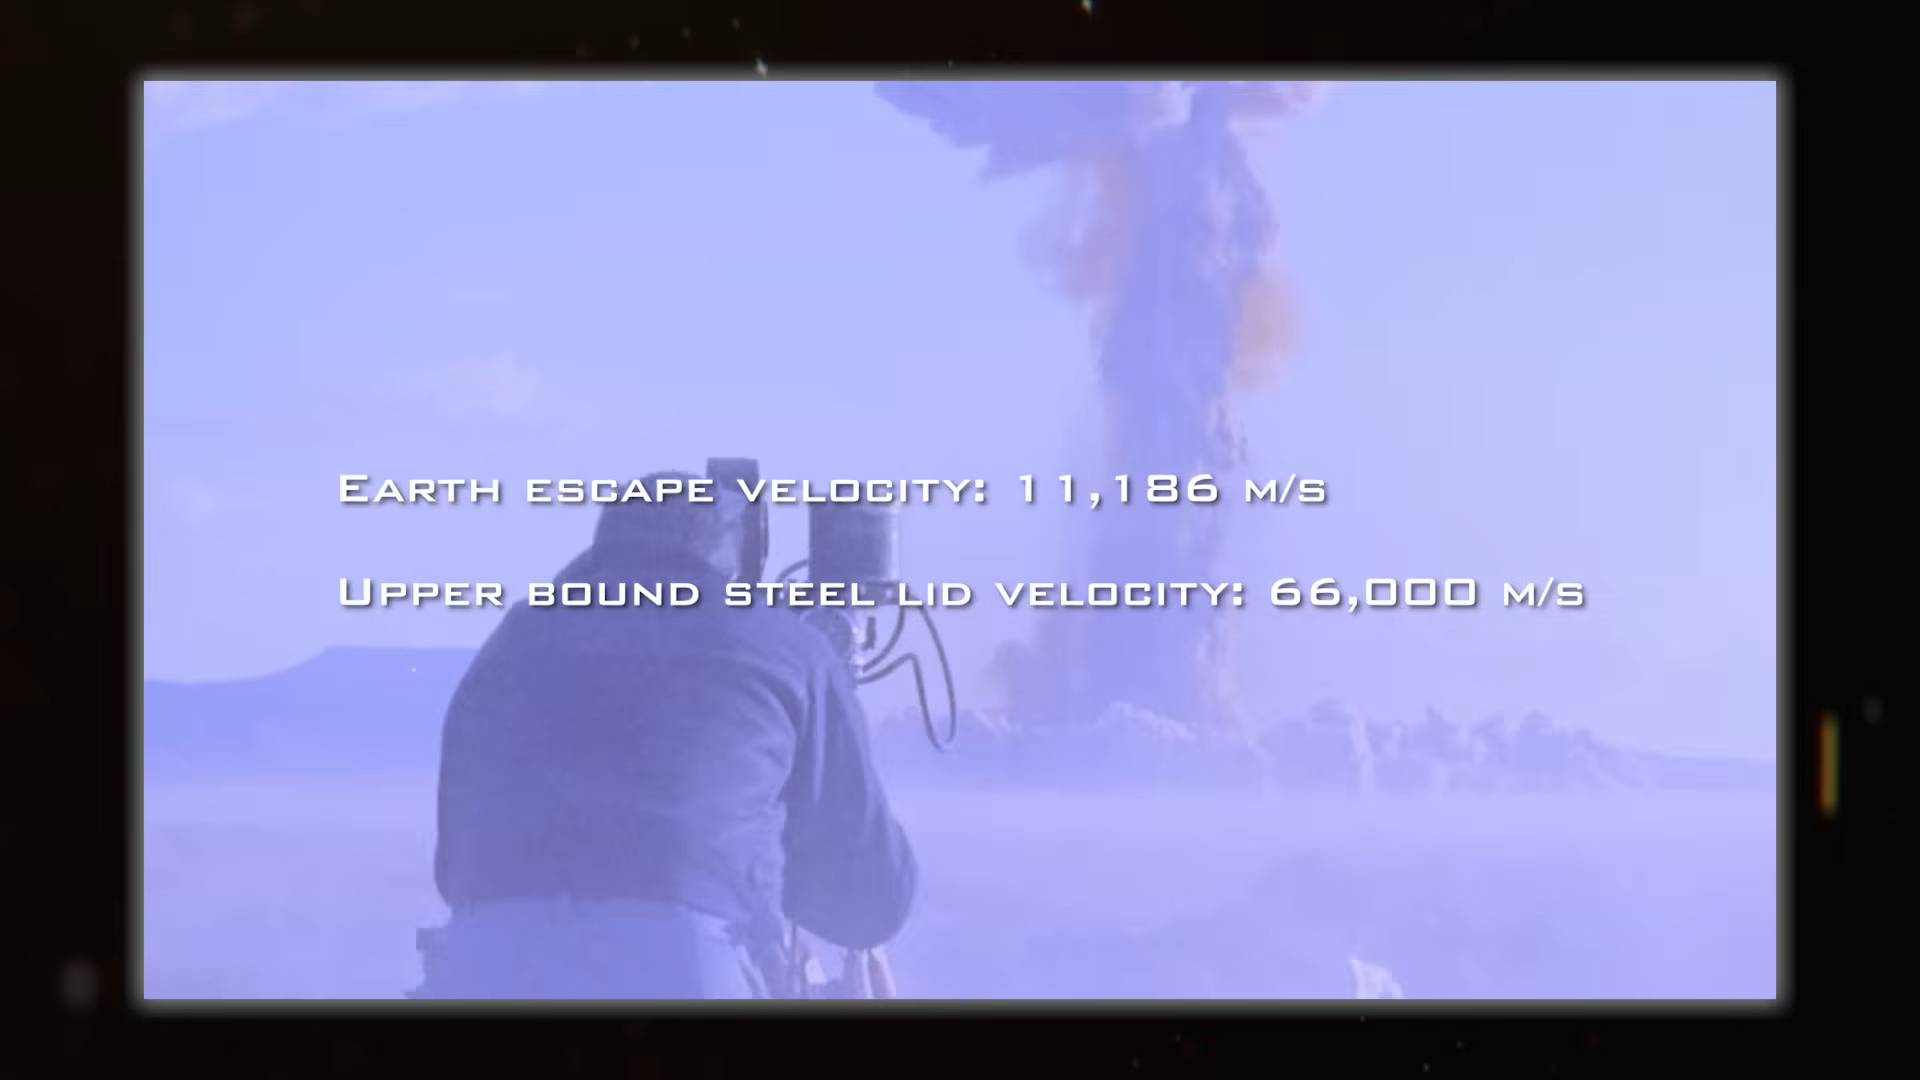 Earth escape velocity: 11,186 m/s
Upper bound steel lid velocity: 66,000 m/s